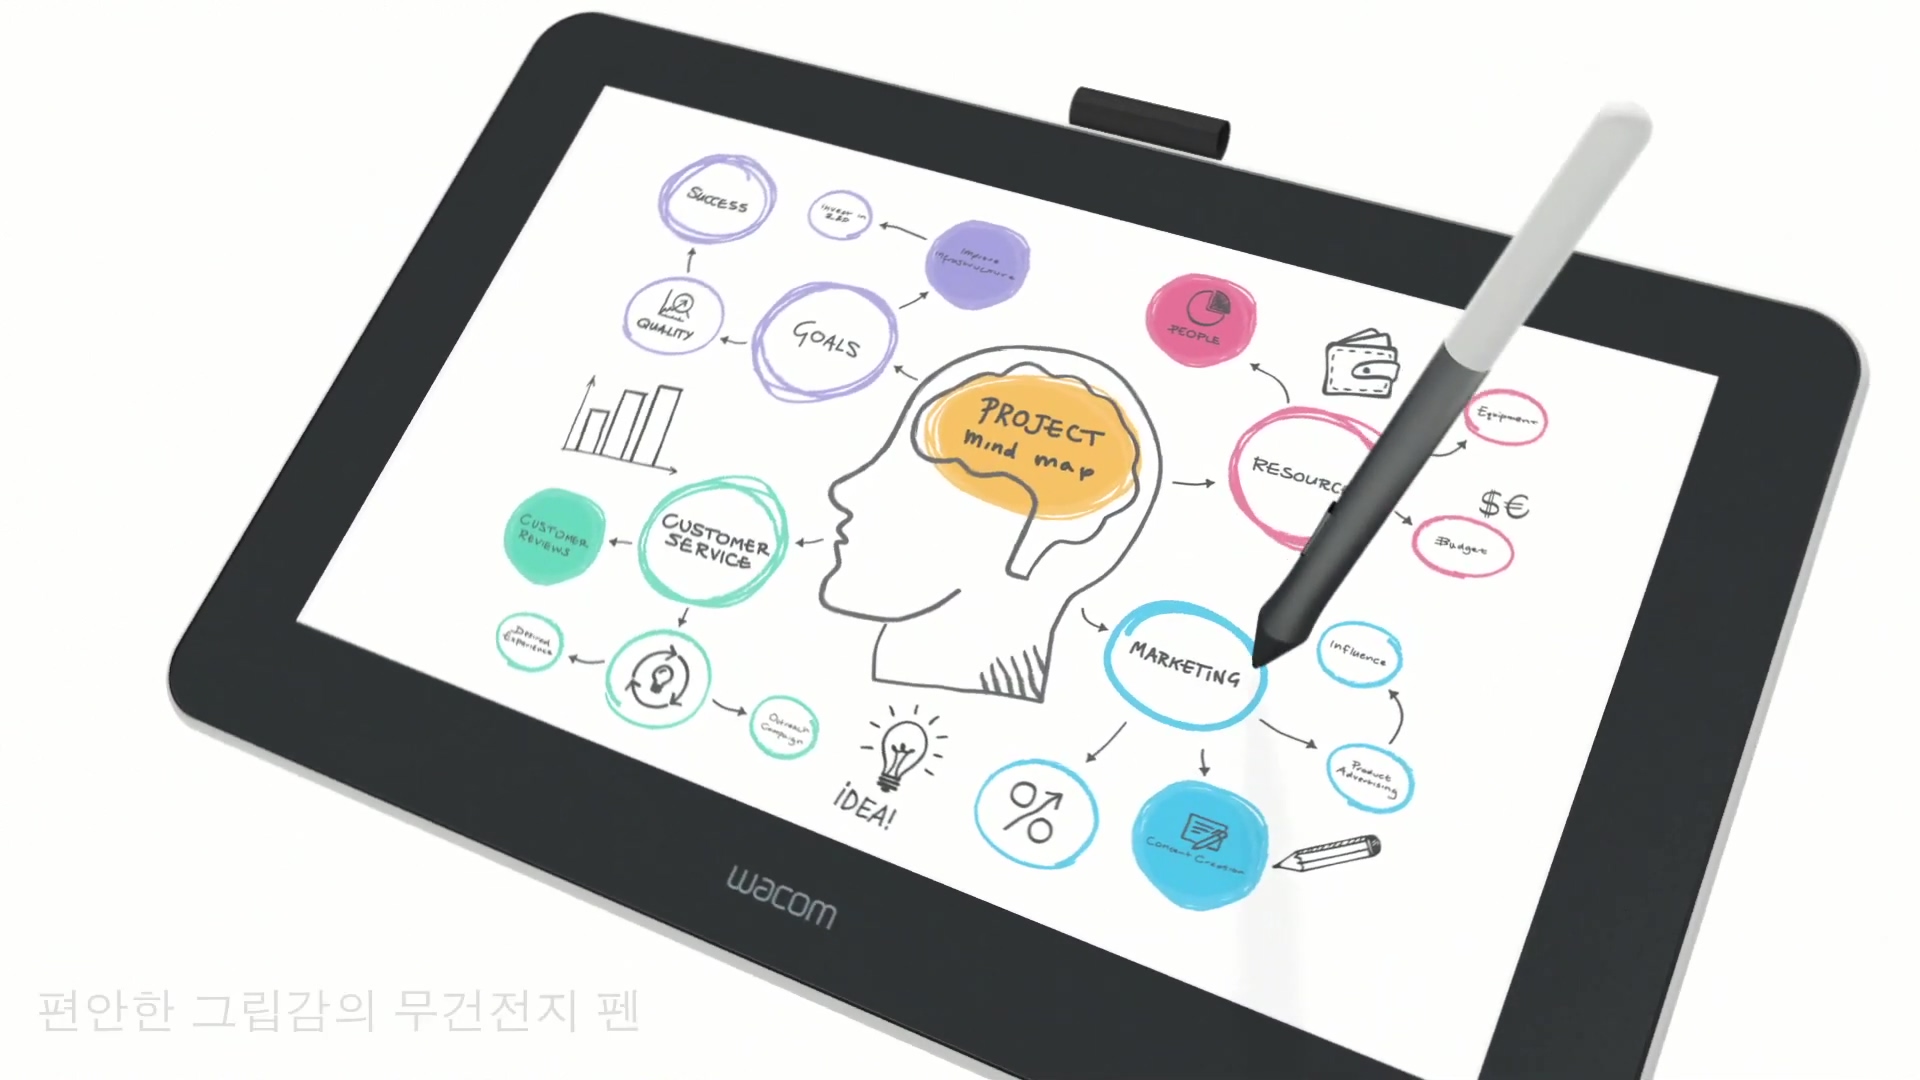 SUCCESS
Invest in
R&D
Improve
infrastructure
QUALITY
GOALS
PEOPLE
PROJECT
mind map
RESOURC
Equipment
$€
Budget
CUSTOMER
SERVICE
CUSTOMER
REVIEWS
Desired
Experience
Outreach
Campaign
iDEA!
MARKETiNG
Influence
Product
Advertising
Content Creation
wacom
편안한 그립감의 무건전지 펜